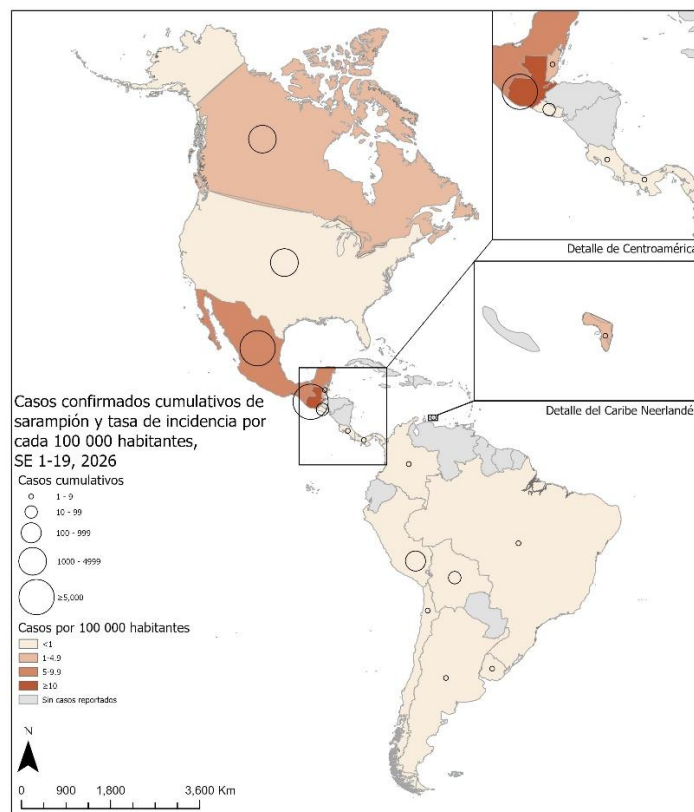 Detalle de Centroamérica
Detalle del Caribe Neerlandé
Casos confirmados cumulativos de
sarampión y tasa de incidencia por
cada 100 000 habitantes,
SE 1-19, 2026
Casos cumulativos
1 - 9
10 - 99
100 - 999
1000 - 4999
≥5,000
Casos por 100 000 habitantes
<1
1-4.9
5-9.9
≥10
Sin casos reportados
N
0 900 1,800 3,600 Km